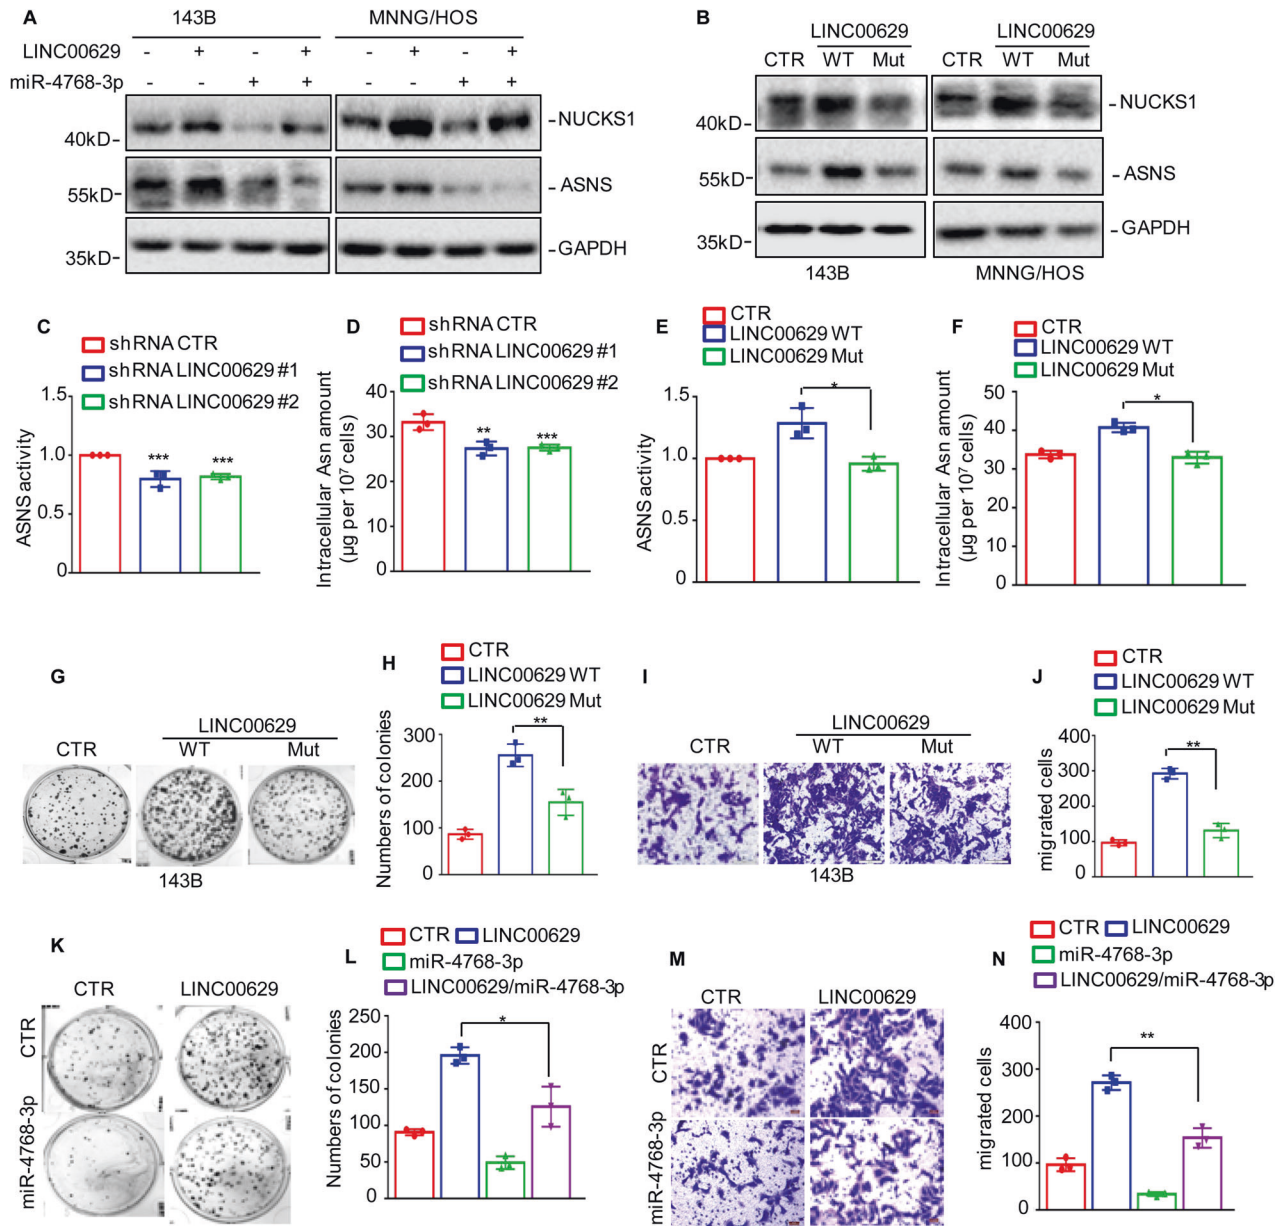 A
143B
MNNG/HOS
LINC00629 - + - + - + - +
miR-4768-3p - - + + - - + +
40kD- -NUCKS1
55kD- -ASNS
35kD- -GAPDH
B
LINC00629 LINC00629
CTR WT Mut CTR WT Mut
40kD- -NUCKS1
55kD- -ASNS
35kD- -GAPDH
143B MNNG/HOS
C
shRNA CTR
shRNA LINC00629 #1
shRNA LINC00629 #2
ASNS activity
1.5
1.0
0.5
0
*** ***
D
shRNA CTR
shRNA LINC00629 #1
shRNA LINC00629 #2
Intracellular Asn amount
(µg per 10⁷ cells)
40
30
20
10
0
** ***
E
CTR
LINC00629 WT
LINC00629 Mut
ASNS activity
1.5
1.0
0.5
0
*
F
CTR
LINC00629 WT
LINC00629 Mut
Intracellular Asn amount
(µg per 10⁷ cells)
50
40
30
20
10
0
*
G
LINC00629
CTR WT Mut
143B
H
CTR
LINC00629 WT
LINC00629 Mut
Numbers of colonies
300
200
100
0
**
I
LINC00629
CTR WT Mut
143B
J
CTR
LINC00629 WT
LINC00629 Mut
migrated cells
400
300
200
100
0
**
K
CTR LINC00629
CTR
miR-4768-3p
L
CTR LINC00629
miR-4768-3p
LINC00629/miR-4768-3p
Numbers of colonies
250
200
150
100
50
0
*
M
CTR LINC00629
CTR
miR-4768-3p
N
CTR LINC00629
miR-4768-3p
LINC00629/miR-4768-3p
migrated cells
400
300
200
100
0
**